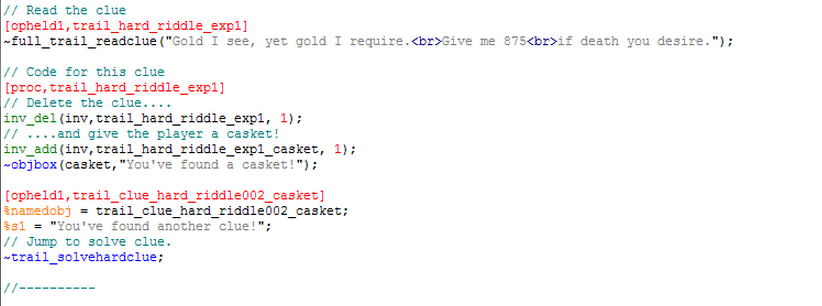 // Read the clue
[opheld1,trail_hard_riddle_exp1]
~full_trail_readclue("Gold I see, yet gold I require.<br>Give me 875<br>if death you desire.");
// Code for this clue
[proc,trail_hard_riddle_exp1]
// Delete the clue....
inv_del(inv,trail_hard_riddle_exp1, 1);
// ....and give the player a casket!
inv_add(inv,trail_hard_riddle_exp1_casket, 1);
~objbox(casket,"You've found a casket!");
[opheld1,trail_clue_hard_riddle002_casket]
%namedobj = trail_clue_hard_riddle002_casket;
%s1 = "You've found another clue!";
// Jump to solve clue.
~trail_solvehardclue;
//----------